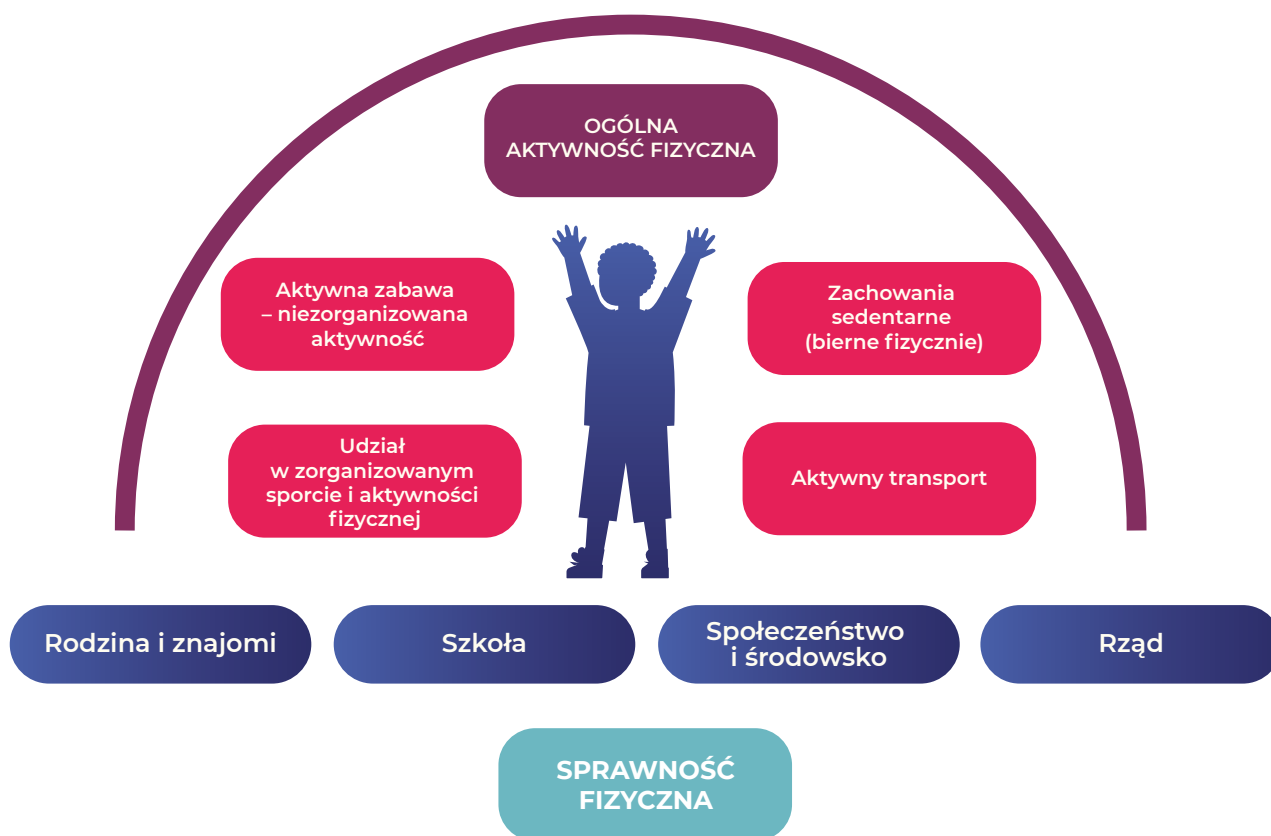 OGÓLNA
AKTYWNOŚĆ FIZYCZNA
Aktywna zabawa
– niezorganizowana
aktywność
Zachowania
sedentarne
(bierne fizycznie)
Udział
w zorganizowanym
sporcie i aktywności
fizycznej
Aktywny transport
Rodzina i znajomi
Szkoła
Społeczeństwo
i środowsko
Rząd
SPRAWNOŚĆ
FIZYCZNA